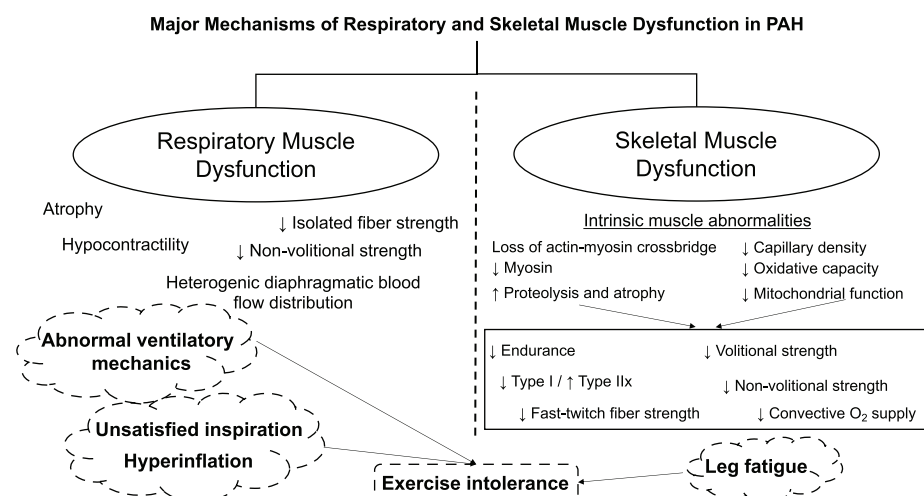 Major Mechanisms of Respiratory and Skeletal Muscle Dysfunction in PAH
Respiratory Muscle
Dysfunction
Atrophy
↓ Isolated fiber strength
Hypocontractility
↓ Non-volitional strength
Heterogenic diaphragmatic blood
flow distribution
Abnormal ventilatory
mechanics
Unsatisfied inspiration
Hyperinflation
Skeletal Muscle
Dysfunction
Intrinsic muscle abnormalities
Loss of actin-myosin crossbridge
↓ Myosin
↑ Proteolysis and atrophy
↓ Capillary density
↓ Oxidative capacity
↓ Mitochondrial function
↓ Endurance
↓ Volitional strength
↓ Type I / ↑ Type IIx
↓ Non-volitional strength
↓ Fast-twitch fiber strength
↓ Convective O₂ supply
Leg fatigue
Exercise intolerance